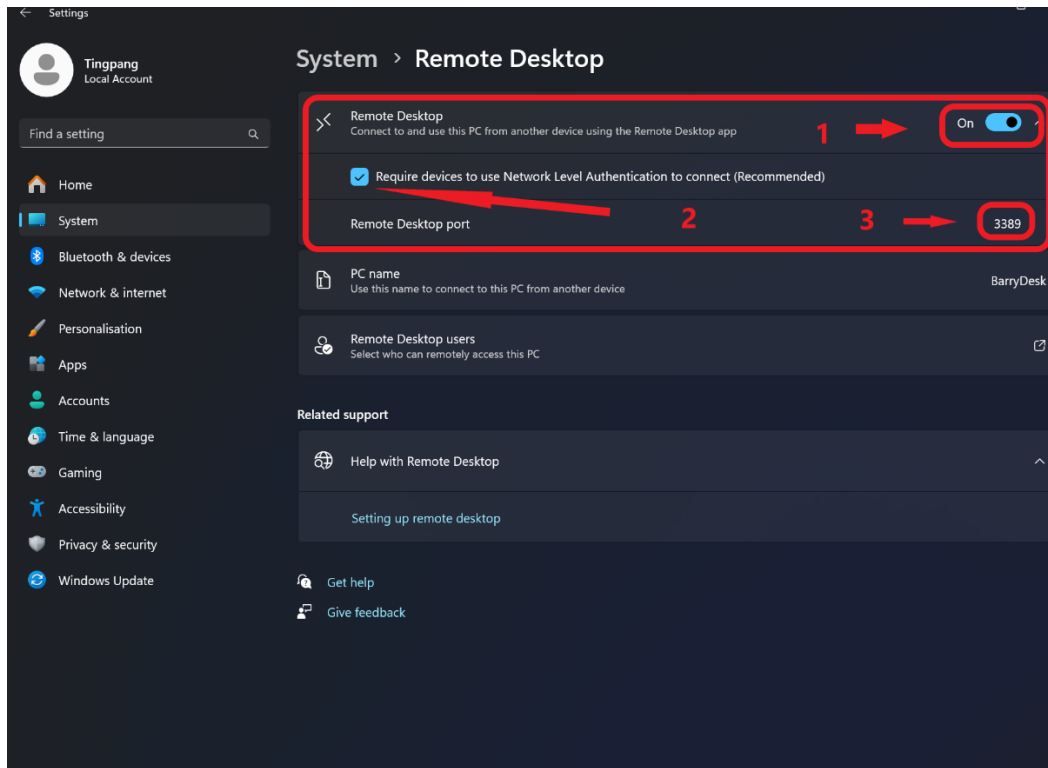 Settings
Tingpang
Local Account
Find a setting
Home
System
Bluetooth & devices
Network & internet
Personalisation
Apps
Accounts
Time & language
Gaming
Accessibility
Privacy & security
Windows Update
System > Remote Desktop
Remote Desktop
Connect to and use this PC from another device using the Remote Desktop app
1
On
Require devices to use Network Level Authentication to connect (Recommended)
2
Remote Desktop port
3
3389
PC name
Use this name to connect to this PC from another device
BarryDesk
Remote Desktop users
Select who can remotely access this PC
Related support
Help with Remote Desktop
Setting up remote desktop
Get help
Give feedback